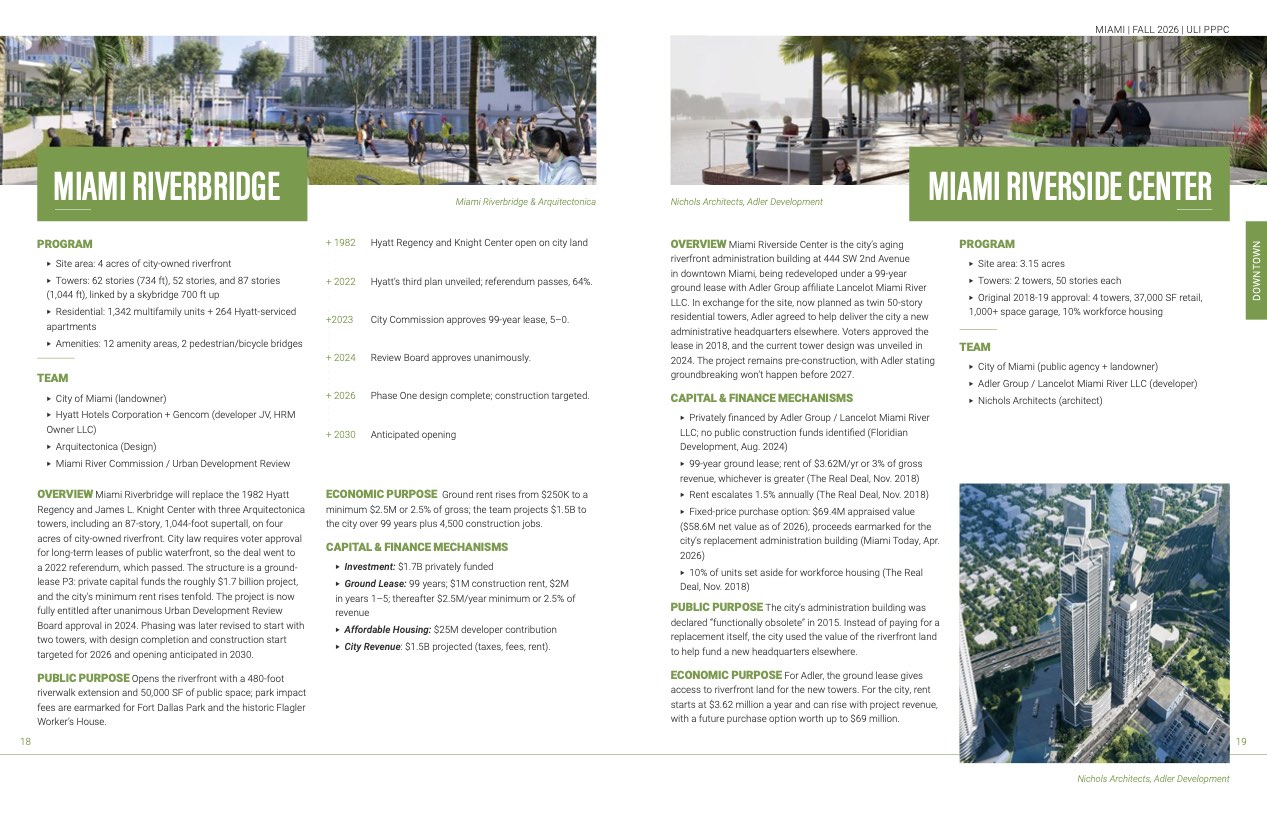 MIAMI | FALL 2026 | ULI PPPC
MIAMI RIVERBRIDGE
Miami Riverbridge & Arquitectonica
PROGRAM
▸ Site area: 4 acres of city-owned riverfront
▸ Towers: 62 stories (734 ft), 52 stories, and 87 stories
(1,044 ft), linked by a skybridge 700 ft up
▸ Residential: 1,342 multifamily units + 264 Hyatt-serviced
apartments
▸ Amenities: 12 amenity areas, 2 pedestrian/bicycle bridges
TEAM
▸ City of Miami (landowner)
▸ Hyatt Hotels Corporation + Gencom (developer JV, HRM
Owner LLC)
▸ Arquitectonica (Design)
▸ Miami River Commission / Urban Development Review
+ 1982 Hyatt Regency and Knight Center open on city land
+ 2022 Hyatt's third plan unveiled; referendum passes, 64%.
+2023 City Commission approves 99-year lease, 5–0.
+ 2024 Review Board approves unanimously.
+ 2026 Phase One design complete; construction targeted.
+ 2030 Anticipated opening
OVERVIEW Miami Riverbridge will replace the 1982 Hyatt
Regency and James L. Knight Center with three Arquitectonica
towers, including an 87-story, 1,044-foot supertall, on four
acres of city-owned riverfront. City law requires voter approval
for long-term leases of public waterfront, so the deal went to
a 2022 referendum, which passed. The structure is a ground-
lease P3: private capital funds the roughly $1.7 billion project,
and the city's minimum rent rises tenfold. The project is now
fully entitled after unanimous Urban Development Review
Board approval in 2024. Phasing was later revised to start with
two towers, with design completion and construction start
targeted for 2026 and opening anticipated in 2030.
PUBLIC PURPOSE Opens the riverfront with a 480-foot
riverwalk extension and 50,000 SF of public space; park impact
fees are earmarked for Fort Dallas Park and the historic Flagler
Worker's House.
ECONOMIC PURPOSE Ground rent rises from $250K to a
minimum $2.5M or 2.5% of gross; the team projects $1.5B to
the city over 99 years plus 4,500 construction jobs.
CAPITAL & FINANCE MECHANISMS
▸ Investment: $1.7B privately funded
▸ Ground Lease: 99 years; $1M construction rent, $2M
in years 1–5; thereafter $2.5M/year minimum or 2.5% of
revenue
▸ Affordable Housing: $25M developer contribution
▸ City Revenue: $1.5B projected (taxes, fees, rent).
18
MIAMI RIVERSIDE CENTER
Nichols Architects, Adler Development
OVERVIEW Miami Riverside Center is the city's aging
riverfront administration building at 444 SW 2nd Avenue
in downtown Miami, being redeveloped under a 99-year
ground lease with Adler Group affiliate Lancelot Miami River
LLC. In exchange for the site, now planned as twin 50-story
residential towers, Adler agreed to help deliver the city a new
administrative headquarters elsewhere. Voters approved the
lease in 2018, and the current tower design was unveiled in
2024. The project remains pre-construction, with Adler stating
groundbreaking won't happen before 2027.
CAPITAL & FINANCE MECHANISMS
▸ Privately financed by Adler Group / Lancelot Miami River
LLC; no public construction funds identified (Floridian
Development, Aug. 2024)
▸ 99-year ground lease; rent of $3.62M/yr or 3% of gross
revenue, whichever is greater (The Real Deal, Nov. 2018)
▸ Rent escalates 1.5% annually (The Real Deal, Nov. 2018)
▸ Fixed-price purchase option: $69.4M appraised value
($58.6M net value as of 2026), proceeds earmarked for the
city's replacement administration building (Miami Today, Apr.
2026)
▸ 10% of units set aside for workforce housing (The Real
Deal, Nov. 2018)
PUBLIC PURPOSE The city's administration building was
declared "functionally obsolete" in 2015. Instead of paying for a
replacement itself, the city used the value of the riverfront land
to help fund a new headquarters elsewhere.
ECONOMIC PURPOSE For Adler, the ground lease gives
access to riverfront land for the new towers. For the city, rent
starts at $3.62 million a year and can rise with project revenue,
with a future purchase option worth up to $69 million.
PROGRAM
▸ Site area: 3.15 acres
▸ Towers: 2 towers, 50 stories each
▸ Original 2018-19 approval: 4 towers, 37,000 SF retail,
1,000+ space garage, 10% workforce housing
TEAM
▸ City of Miami (public agency + landowner)
▸ Adler Group / Lancelot Miami River LLC (developer)
▸ Nichols Architects (architect)
DOWNTOWN
19
Nichols Architects, Adler Development